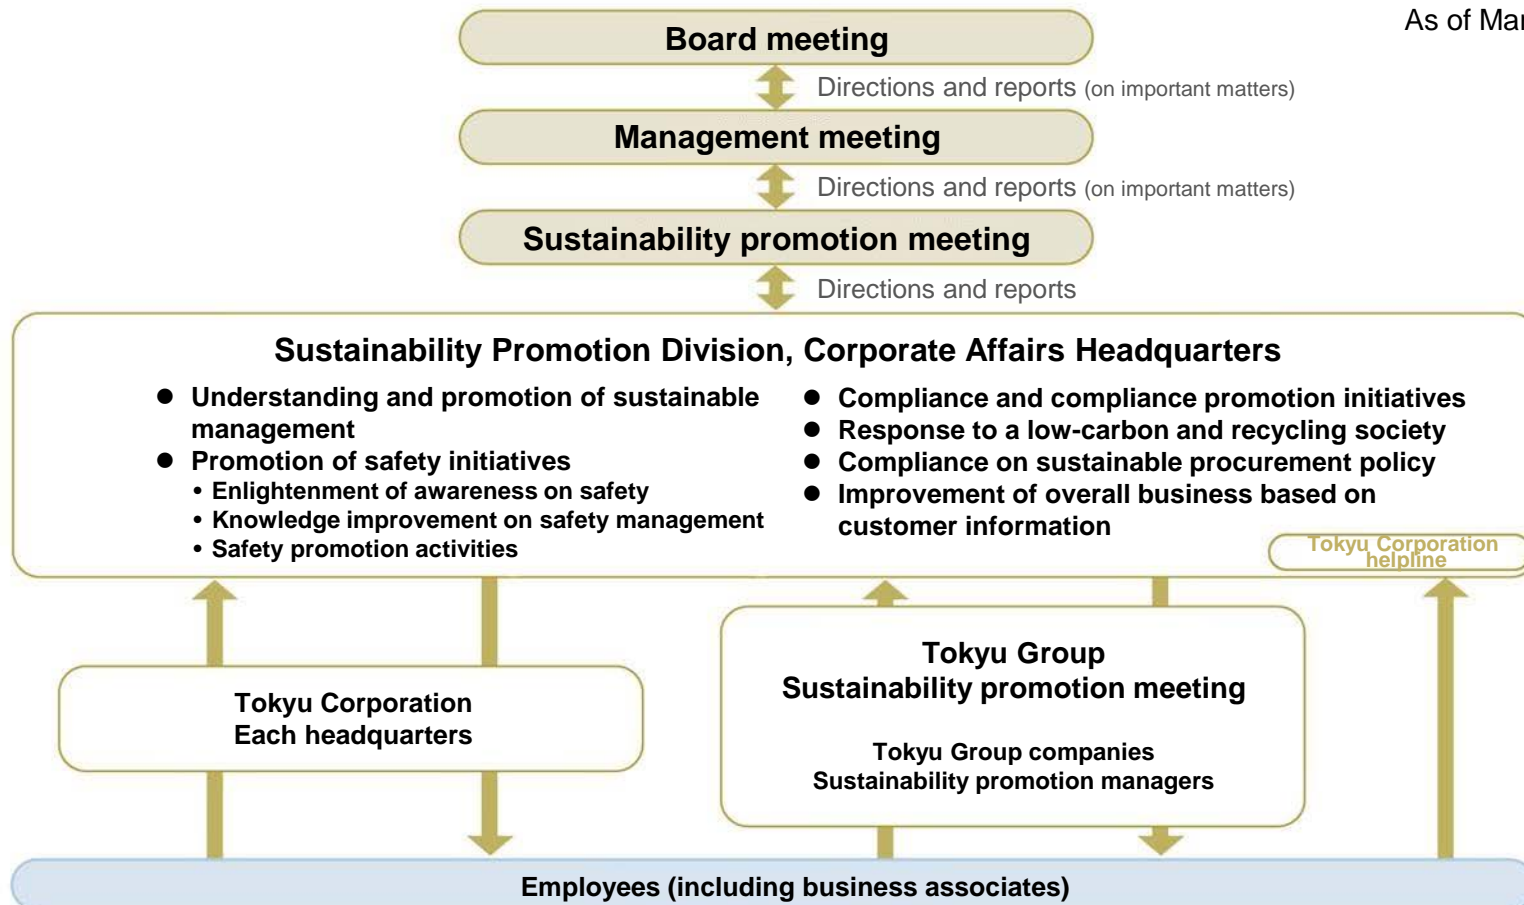 As of
Board meeting
Directions and reports (on important matters)
Management meeting
Directions and reports (on important matters)
Sustainability promotion meeting
Directions and reports
Sustainability Promotion Division, Corporate Affairs Headquarters
● Understanding and promotion of sustainable
management
● Promotion of safety initiatives
• Enlightenment of awareness on safety
• Knowledge improvement on safety management
• Safety promotion activities
● Compliance and compliance promotion initiatives
● Response to a low-carbon and recycling society
● Compliance on sustainable procurement policy
● Improvement of overall business based on
customer information
Tokyu Corporation
helpline
Tokyu Corporation
Each headquarters
Tokyu Group
Sustainability promotion meeting
Tokyu Group companies
Sustainability promotion managers
Employees (including business associates)